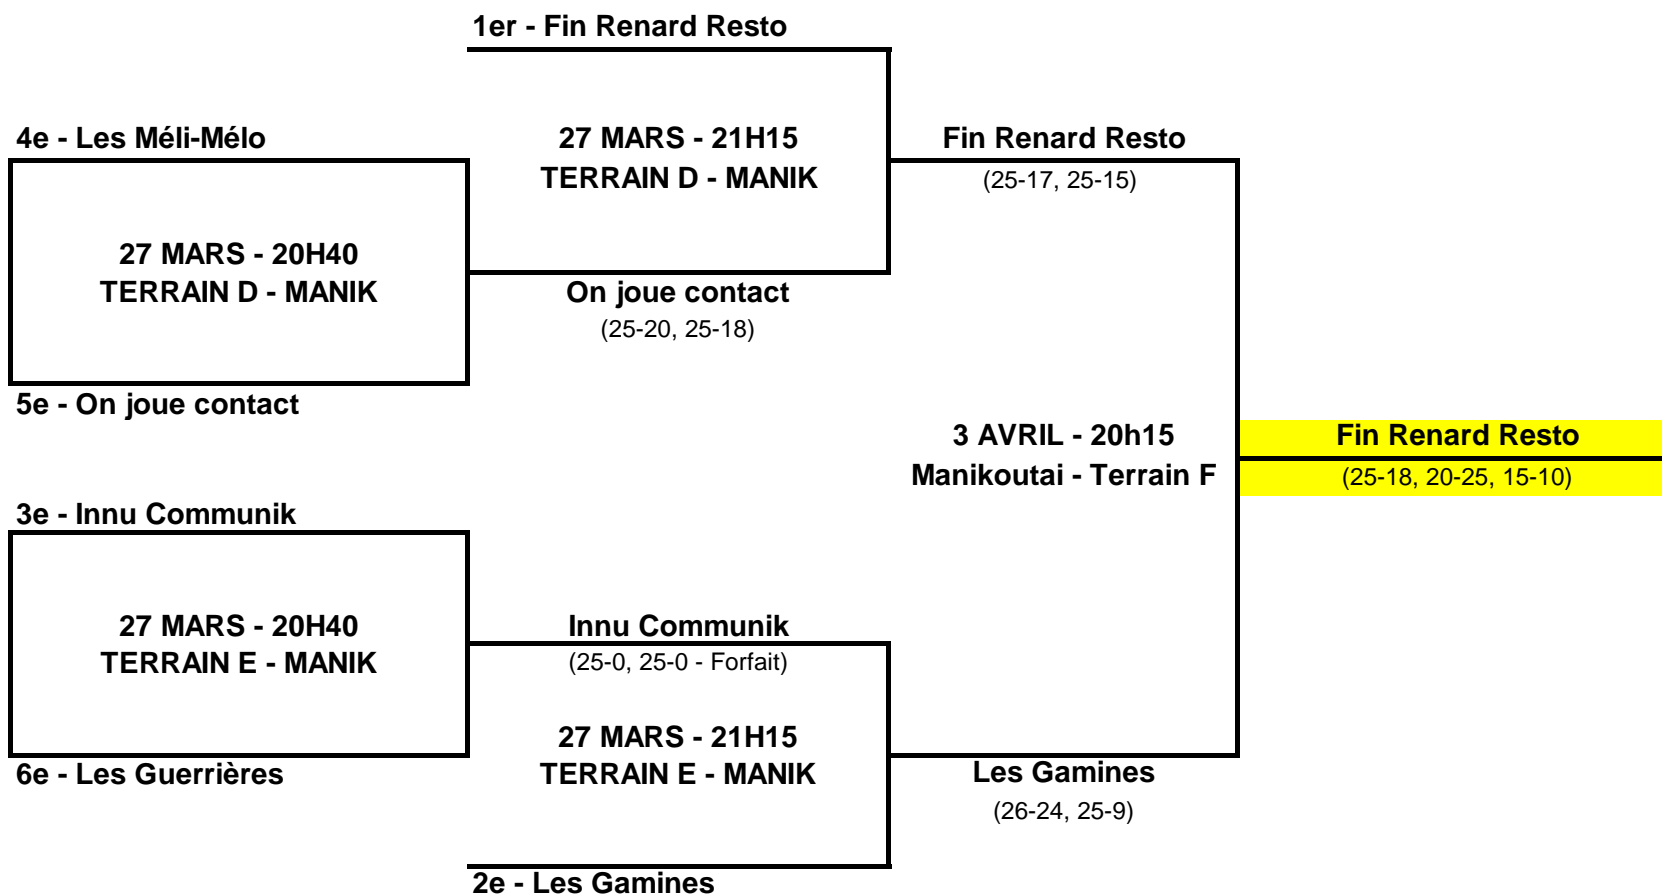 1er - Fin Renard Resto
4e - Les Méli-Mélo
27 MARS - 21H15
TERRAIN D - MANIK
Fin Renard Resto
(25-17, 25-15)
27 MARS - 20H40
TERRAIN D - MANIK
On joue contact
(25-20, 25-18)
5e - On joue contact
3 AVRIL - 20h15
Manikoutai - Terrain F
Fin Renard Resto
(25-18, 20-25, 15-10)
3e - Innu Communik
27 MARS - 20H40
TERRAIN E - MANIK
Innu Communik
(25-0, 25-0 - Forfait)
27 MARS - 21H15
TERRAIN E - MANIK
6e - Les Guerrières
Les Gamines
(26-24, 25-9)
2e - Les Gamines